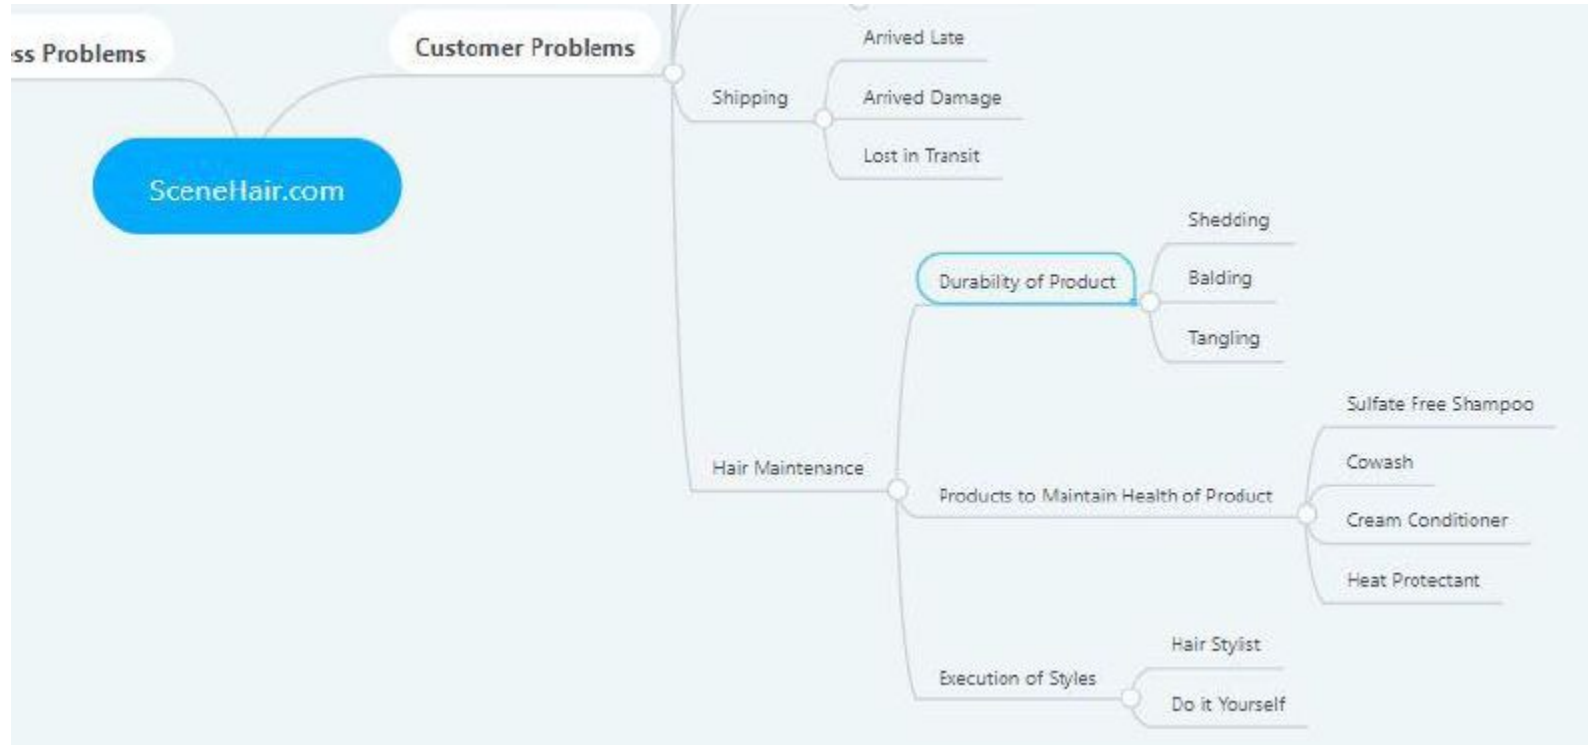 ss Problems
Customer Problems
SceneHair.com
Shipping
Arrived Late
Arrived Damage
Lost in Transit
Hair Maintenance
Durability of Product
Shedding
Balding
Tangling
Products to Maintain Health of Product
Sulfate Free Shampoo
Cowash
Cream Conditioner
Heat Protectant
Execution of Styles
Hair Stylist
Do it Yourself